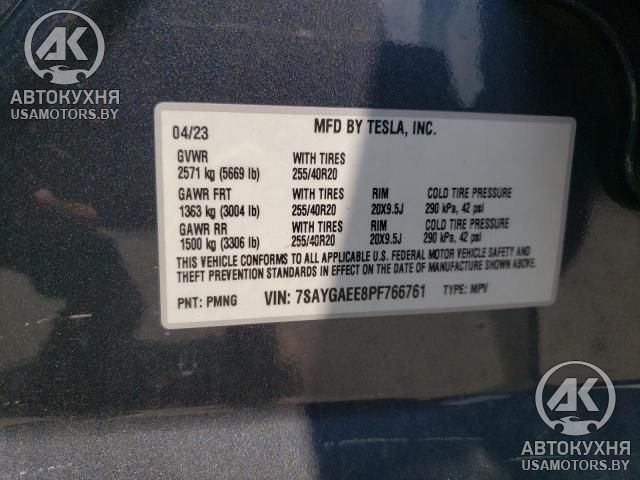 AK
АВТОКУХНЯ
USAMOTORS.BY
04/23 MFD BY TESLA, INC.
GVWR WITH TIRES
2571 kg (5669 lb) 255/40R20
GAWR FRT WITH TIRES RIM COLD TIRE PRESSURE
1363 kg (3004 lb) 255/40R20 20X9.5J 290 kPa, 42 psi
GAWR RR WITH TIRES RIM COLD TIRE PRESSURE
1500 kg (3306 lb) 255/40R20 20X9.5J 290 kPa, 42 psi
THIS VEHICLE CONFORMS TO ALL APPLICABLE U.S. FEDERAL MOTOR VEHICLE SAFETY AND
THEFT PREVENTION STANDARDS IN EFFECT ON THE DATE OF MANUFACTURE SHOWN ABOVE.
PNT: PMNG VIN: 7SAYGAEE8PF766761 TYPE: MPV
AK
АВТОКУХНЯ
USAMOTORS.BY